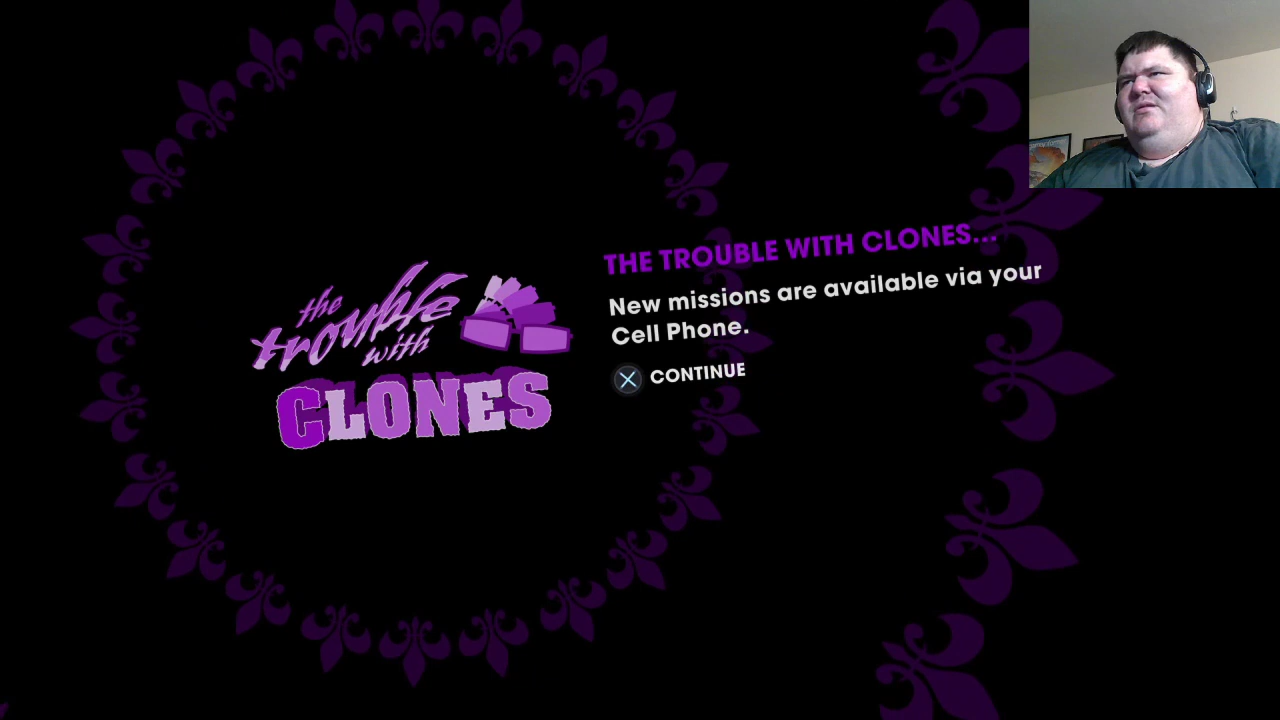 the
trouble
with
CLONES
THE TROUBLE WITH CLONES...
New missions are available via your
Cell Phone.
CONTINUE